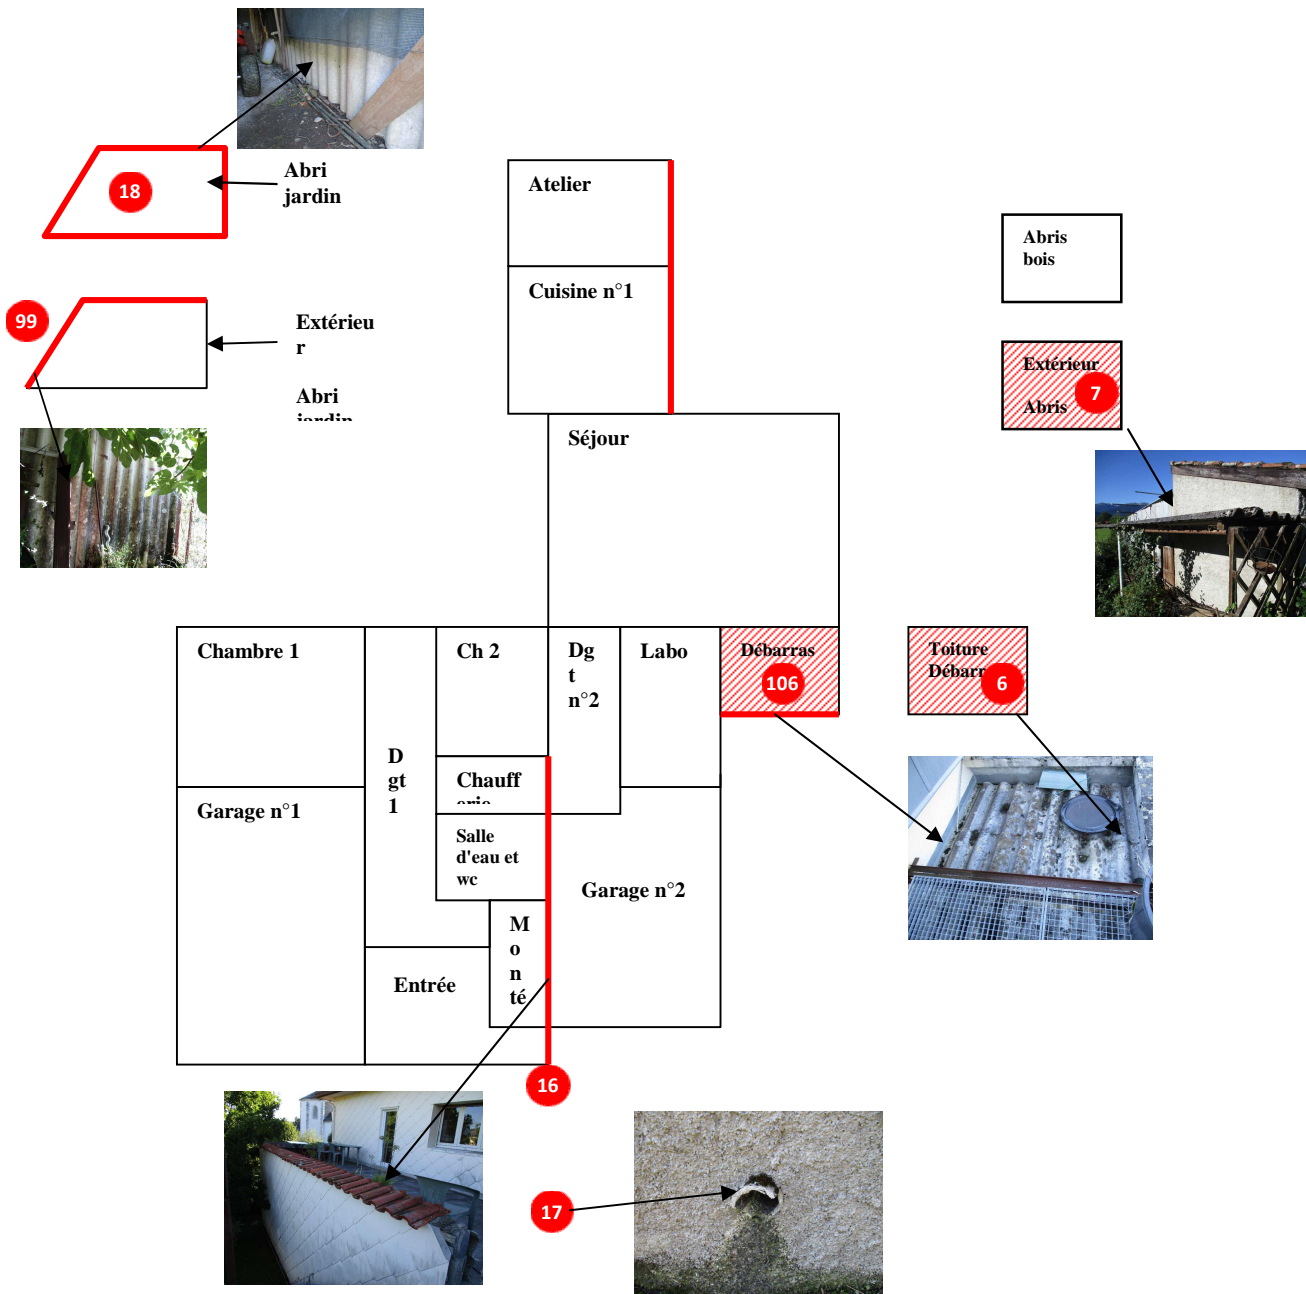 18
Abri
jardin
99
Extérieu
r
Abri
jardin
Atelier
Cuisine n°1
Séjour
Abris
bois
Extérieur
Abris
7
Chambre 1
Garage n°1
D
gt
1
Ch 2
Chauff
Salle
d'eau et
wc
M
o
n
té
Entrée
Dg
t
n°2
Labo
Garage n°2
Débarras
106
Toiture
Débarr
6
16
17